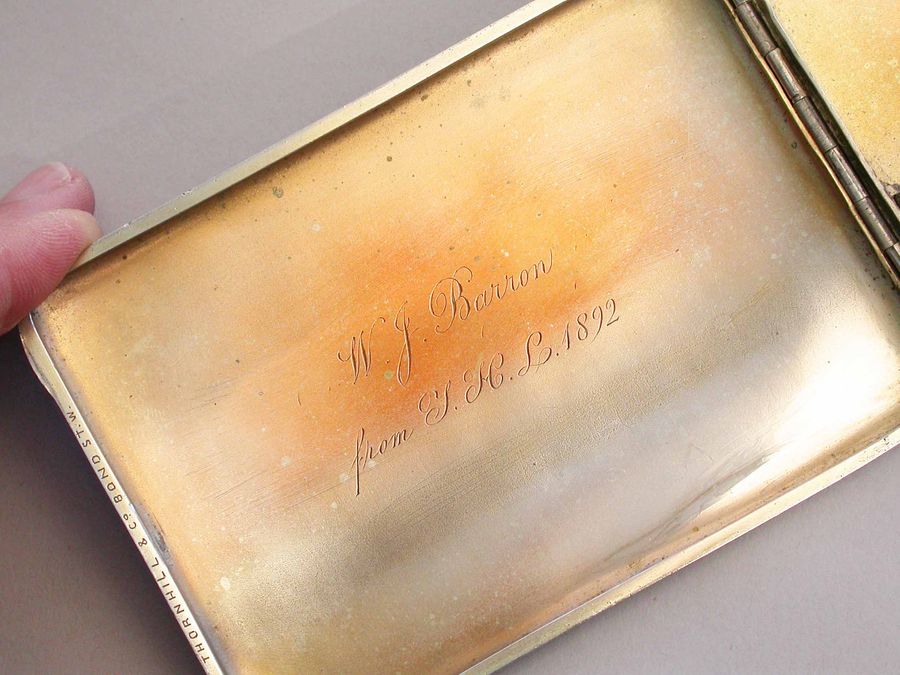 W. J. Barron
from T. H. L. 1892
THORNHILL & Co. BOND ST. W.